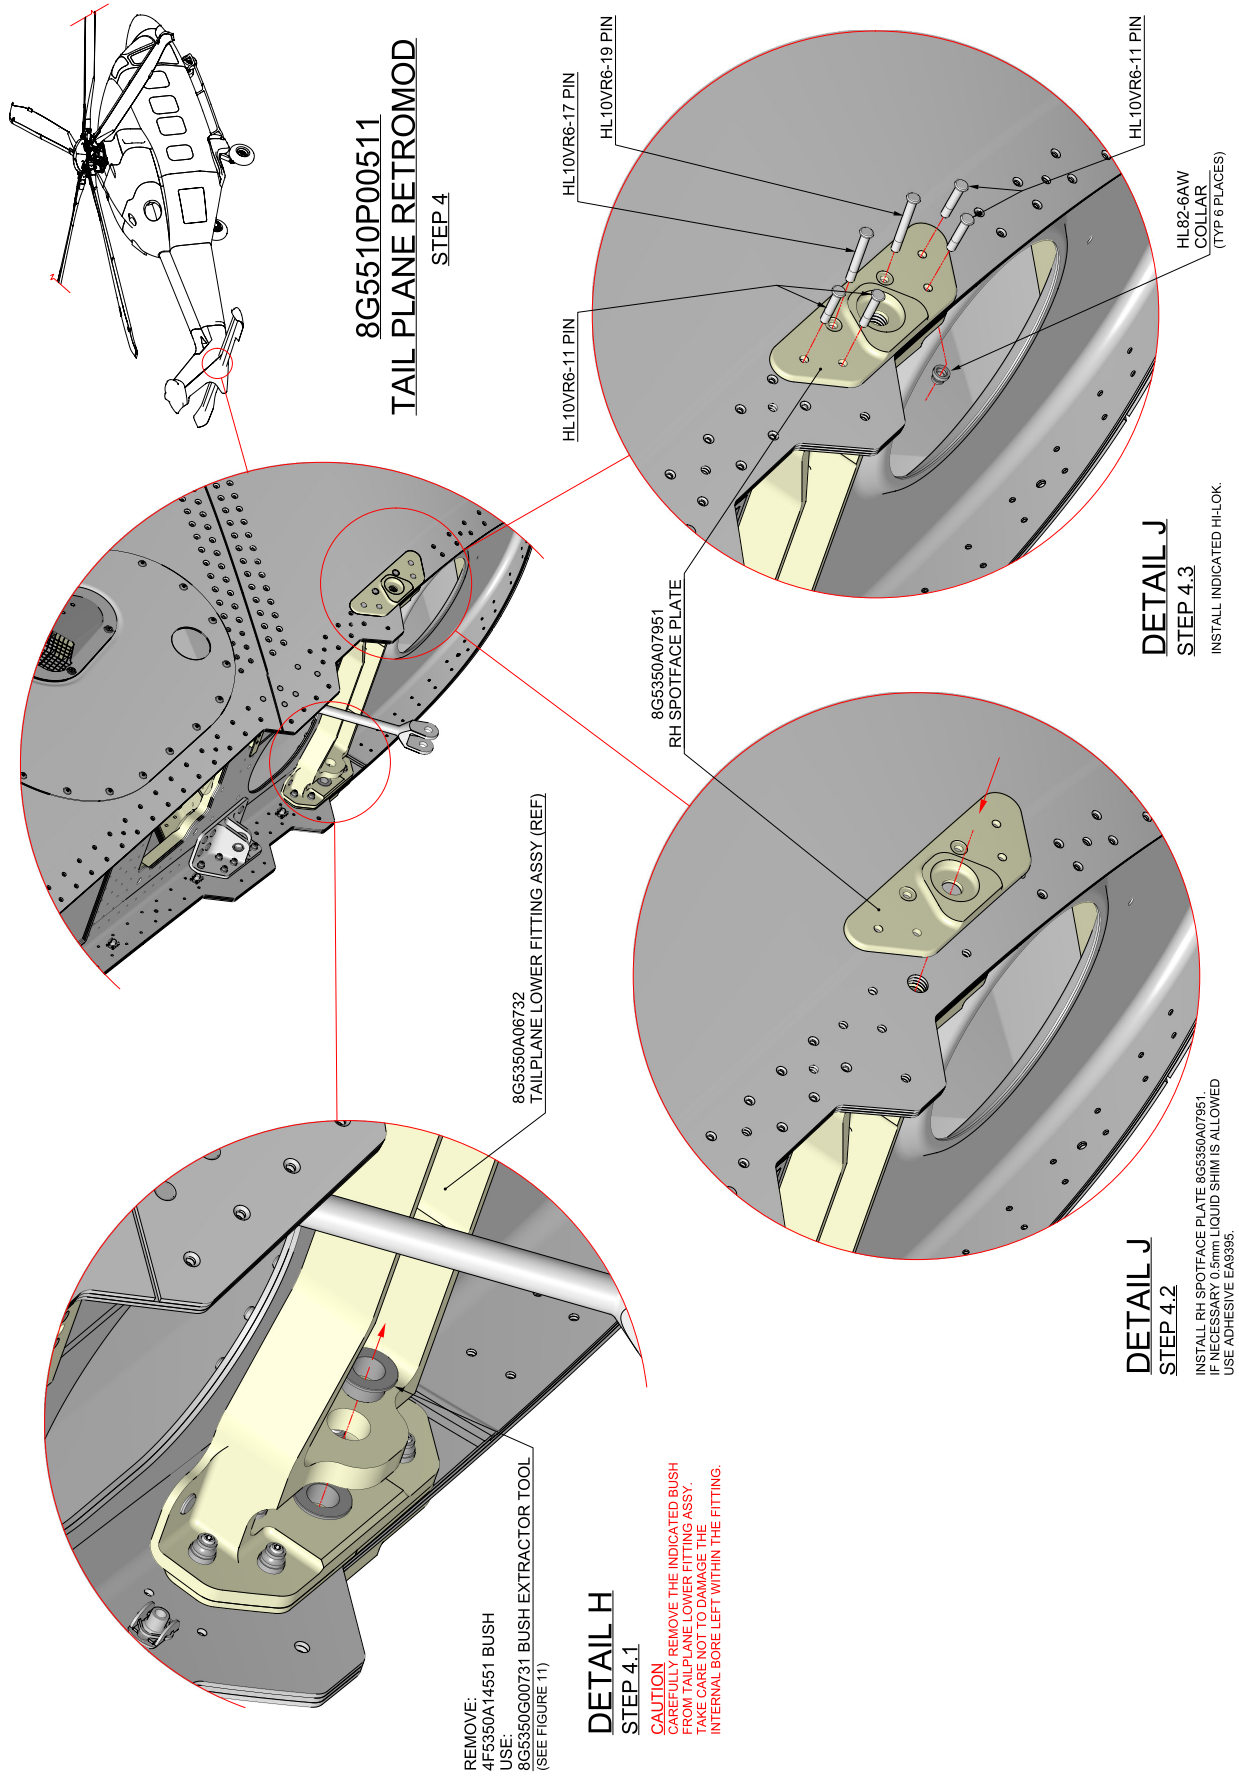 8G5510P00511
TAIL PLANE RETROMOD
STEP 4
REMOVE:
4F5350A14551 BUSH
USE:
8G5350G00731 BUSH EXTRACTOR TOOL
(SEE FIGURE 11)
8G5350A06732
TAILPLANE LOWER FITTING ASSY (REF)
DETAIL H
STEP 4.1
CAUTION
CAREFULLY REMOVE THE INDICATED BUSH
FROM TAILPLANE LOWER FITTING ASSY.
TAKE CARE NOT TO DAMAGE THE
INTERNAL BORE LEFT WITHIN THE FITTING.
8G5350A07951
RH SPOTFACE PLATE
DETAIL J
STEP 4.2
INSTALL RH SPOTFACE PLATE 8G5350A07951.
IF NECESSARY 0.5mm LIQUID SHIM IS ALLOWED
USE ADHESIVE EA9395.
HL10VR6-11 PIN
HL10VR6-17 PIN
HL10VR6-19 PIN
HL10VR6-11 PIN
HL82-6AW
COLLAR
(TYP 6 PLACES)
DETAIL J
STEP 4.3
INSTALL INDICATED HI-LOK.